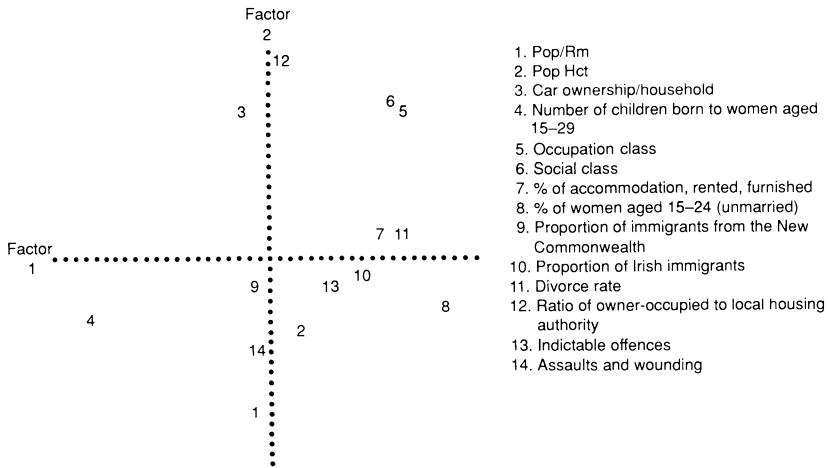 Factor
2
12
3
6
5
7 11
Factor
1
10
9
13
8
4
2
14
1
1. Pop/Rm
2. Pop Hct
3. Car ownership/household
4. Number of children born to women aged
15–29
5. Occupation class
6. Social class
7. % of accommodation, rented, furnished
8. % of women aged 15–24 (unmarried)
9. Proportion of immigrants from the New
Commonwealth
10. Proportion of Irish immigrants
11. Divorce rate
12. Ratio of owner-occupied to local housing
authority
13. Indictable offences
14. Assaults and wounding